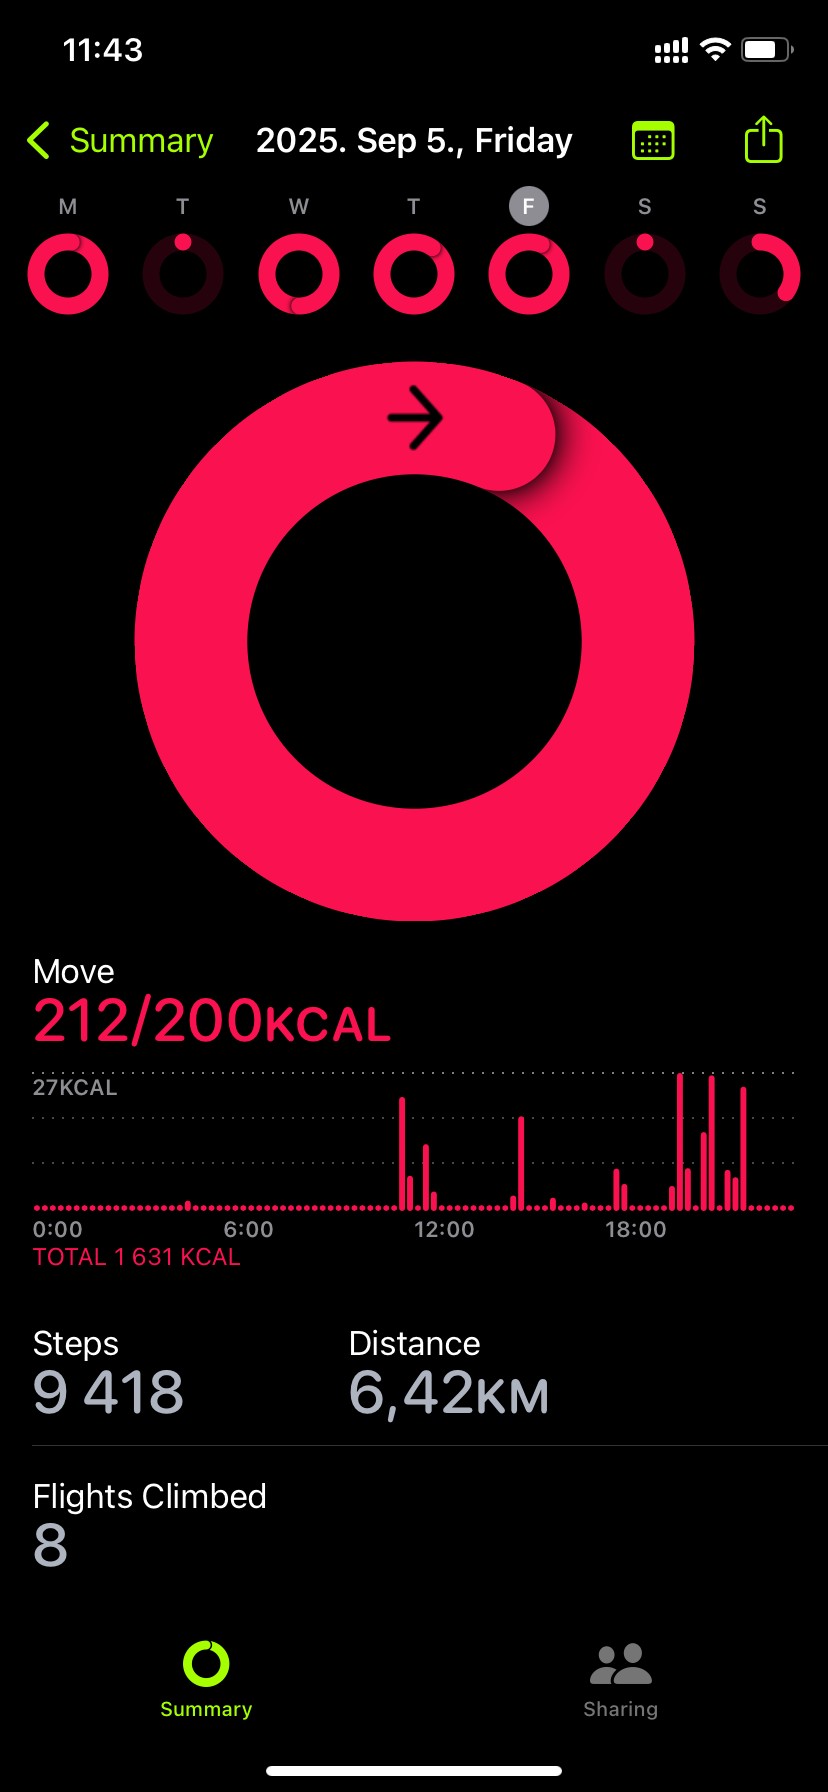 11:43
Summary 2025. Sep 5., Friday
M T W T F S S
Move
212/200KCAL
27KCAL
0:00 6:00 12:00 18:00
TOTAL 1 631 KCAL
Steps Distance
9 418 6,42KM
Flights Climbed
8
Summary Sharing